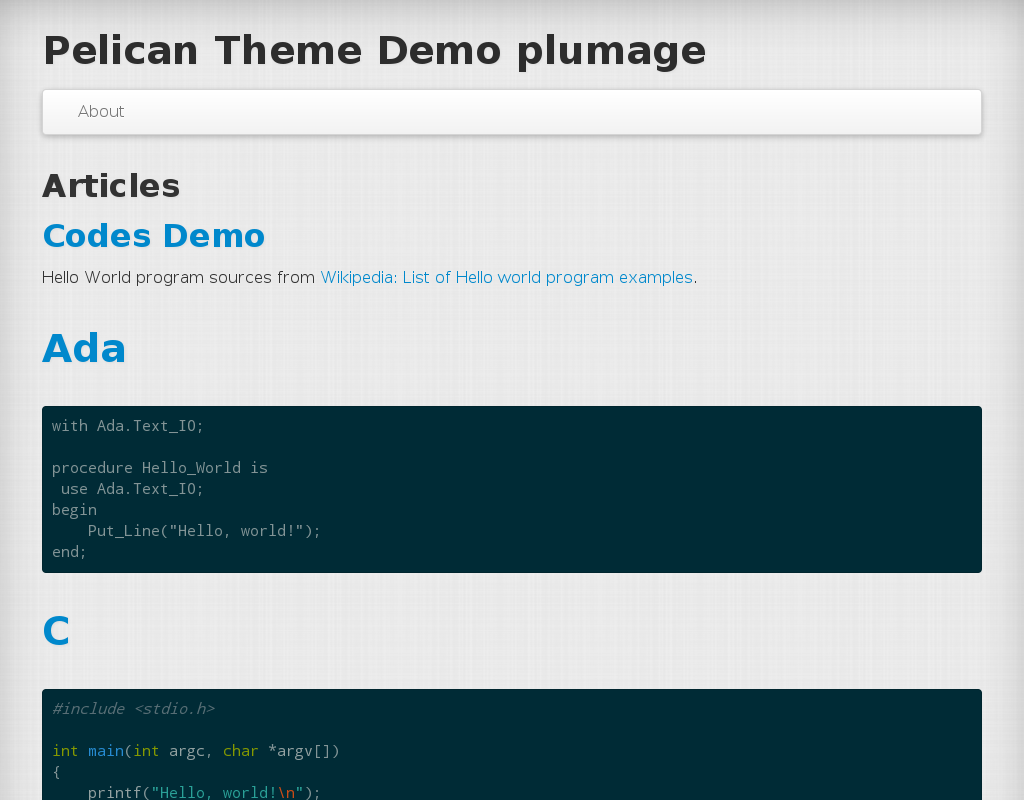 Pelican Theme Demo plumage
About
Articles
Codes Demo
Hello World program sources from Wikipedia: List of Hello world program examples.
Ada
with Ada.Text_IO;
procedure Hello_World is
 use Ada.Text_IO;
begin
    Put_Line("Hello, world!");
end;
C
#include <stdio.h>
int main(int argc, char *argv[])
{
    printf("Hello, world!\n");